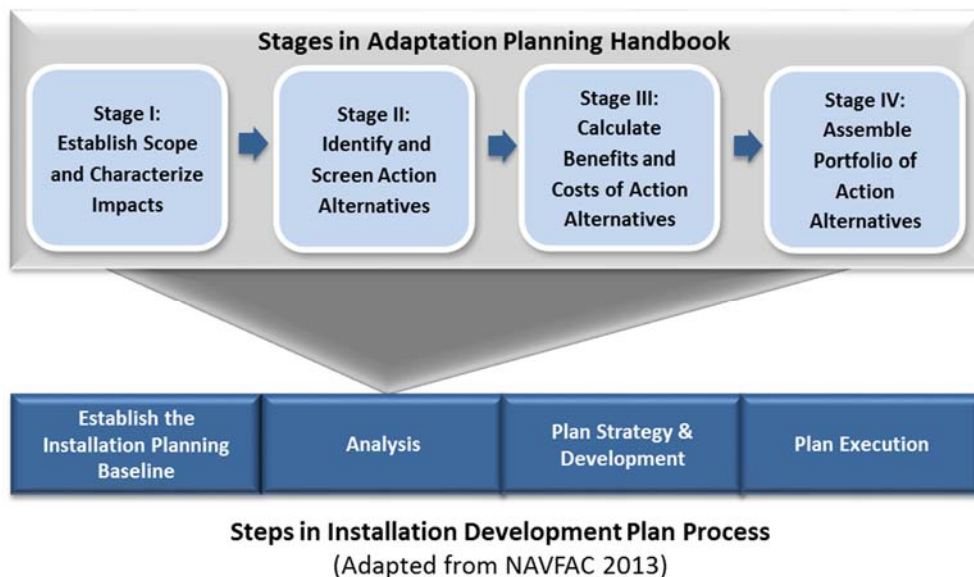 Stages in Adaptation Planning Handbook
Stage I:
Establish Scope
and Characterize
Impacts
Stage II:
Identify and
Screen Action
Alternatives
Stage III:
Calculate
Benefits and
Costs of Action
Alternatives
Stage IV:
Assemble
Portfolio of
Action
Alternatives
Establish the
Installation Planning
Baseline
Analysis
Plan Strategy &
Development
Plan Execution
Steps in Installation Development Plan Process
(Adapted from NAVFAC 2013)